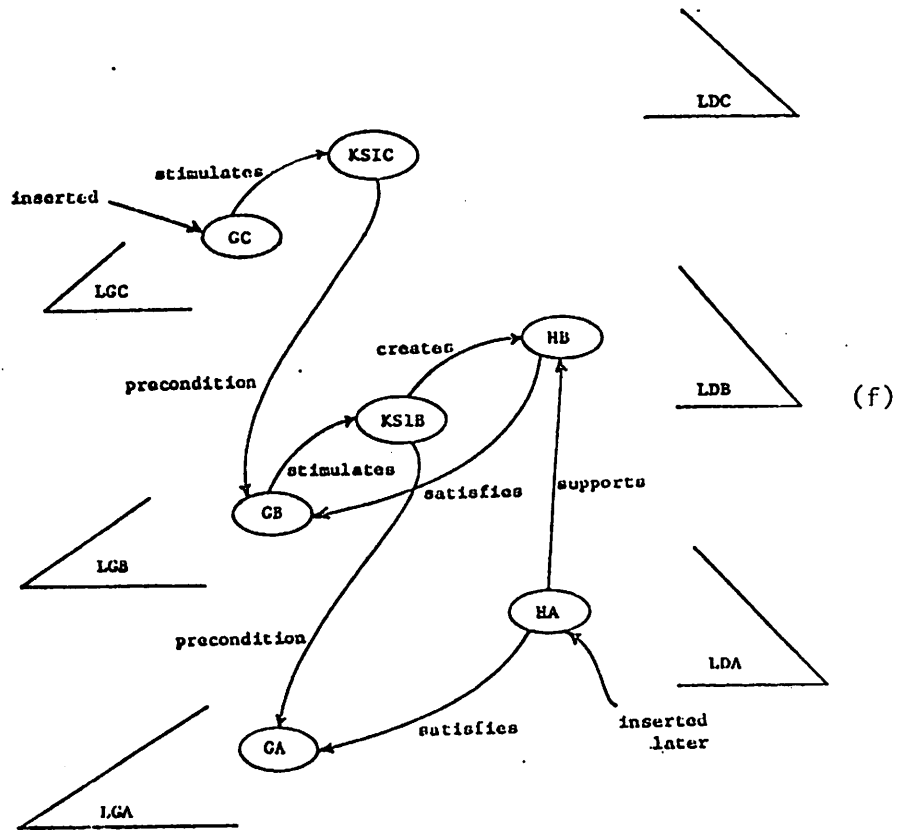 LDC
KSIC
stimulates
inserted
GC
LGC
HB
creates
precondition
LDB
(f)
KS1B
stimulates
satisfies
supports
GB
LGB
HA
precondition
LDA
satisfies
inserted
later
GA
LGA